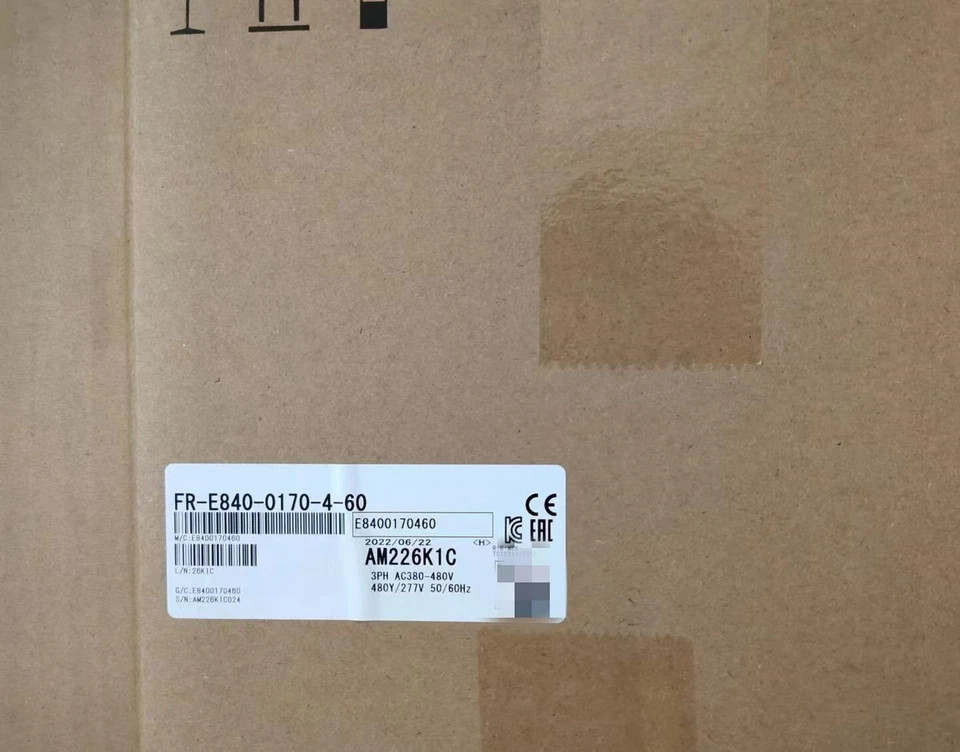 FR-E840-0170-4-60
E8400170460
M/C:E8400170460
2022/06/22 <H>
AM226K1C
L/N:26K1C
3PH AC380-480V
480Y/277V 50/60Hz
G/C:E8400170460
S/N:AM226K1C024
CE
EAC